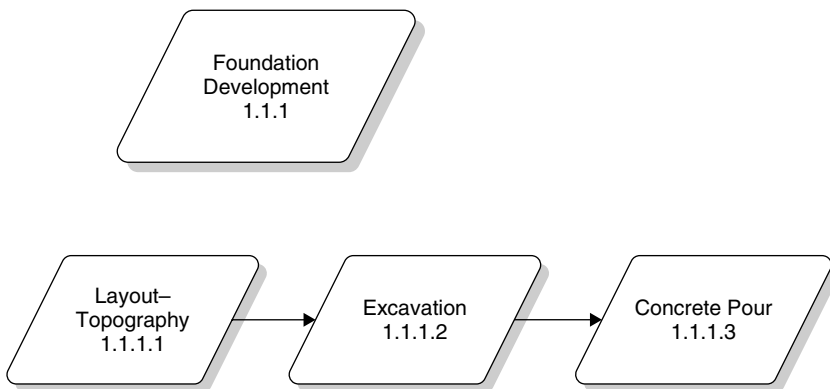 Foundation
Development
1.1.1
Layout–
Topography
1.1.1.1
Excavation
1.1.1.2
Concrete Pour
1.1.1.3